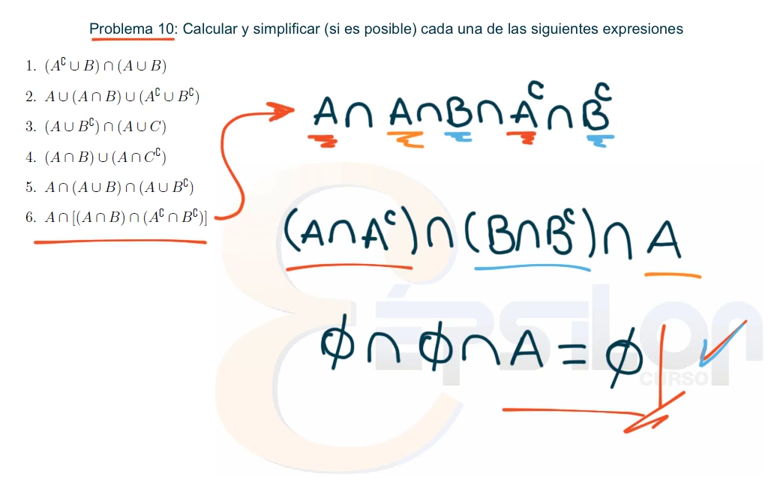 Problema 10: Calcular y simplificar (si es posible) cada una de las siguientes expresiones
1. (A^∁ ∪ B) ∩ (A ∪ B)
2. A ∪ (A ∩ B) ∪ (A^∁ ∪ B^∁)
3. (A ∪ B^∁) ∩ (A ∪ C)
4. (A ∩ B) ∪ (A ∩ C^∁)
5. A ∩ (A ∪ B) ∩ (A ∪ B^∁)
6. A ∩ [(A ∩ B) ∩ (A^∁ ∩ B^∁)]
A ∩ A ∩ B ∩ A^C ∩ B^C
(A ∩ A^C) ∩ (B ∩ B^C) ∩ A
∅ ∩ ∅ ∩ A = ∅
ÉPSILON
CURSO